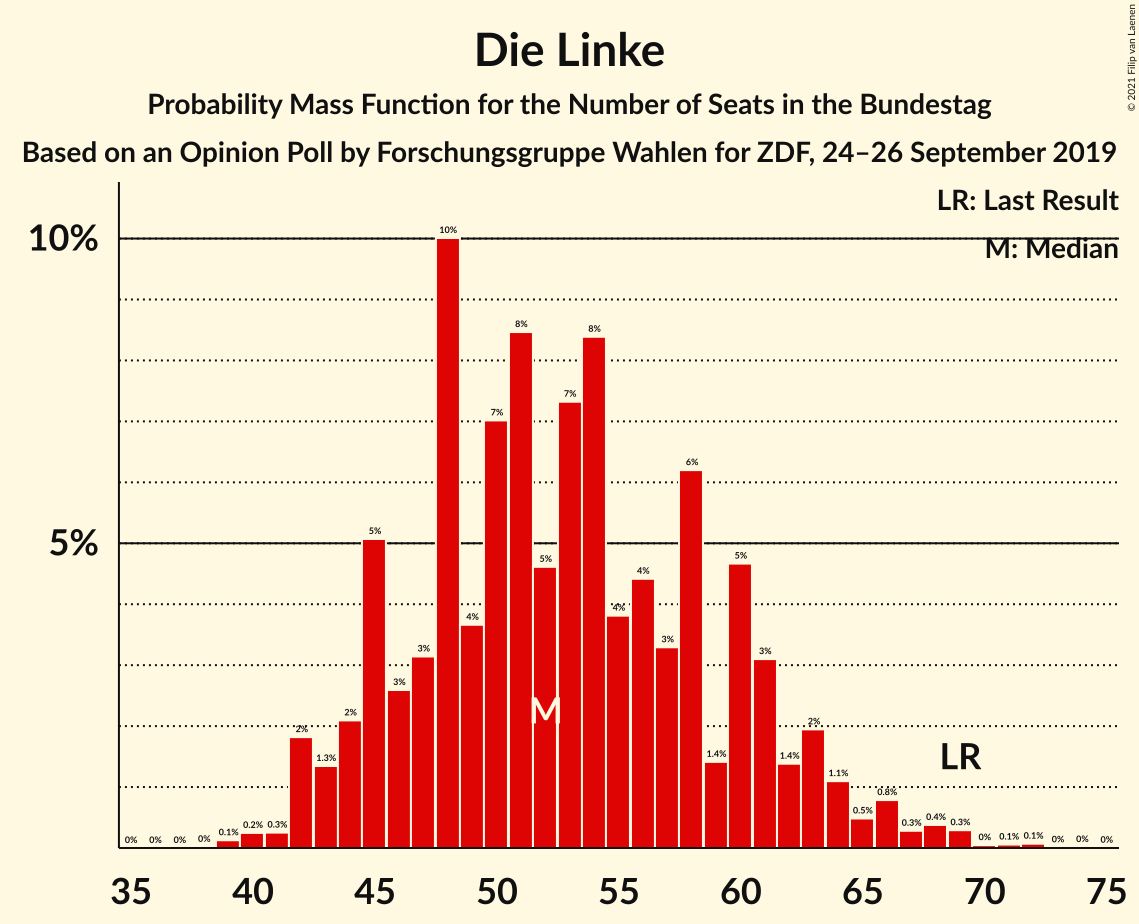 © 2021 Filip van Laenen
Die Linke
Probability Mass Function for the Number of Seats in the Bundestag
Based on an Opinion Poll by Forschungsgruppe Wahlen for ZDF, 24–26 September 2019
LR: Last Result
M: Median
10%
5%
0% 0% 0% 0% 0.1% 0.2% 0.3% 2% 1.3% 2% 5% 3% 3% 10% 4% 7% 8% 5% 7% 8% 4% 4% 3% 6% 1.4% 5% 3% 1.4% 2% 1.1% 0.5% 0.8% 0.3% 0.4% 0.3% 0% 0.1% 0.1% 0% 0% 0%
M
LR
35 40 45 50 55 60 65 70 75